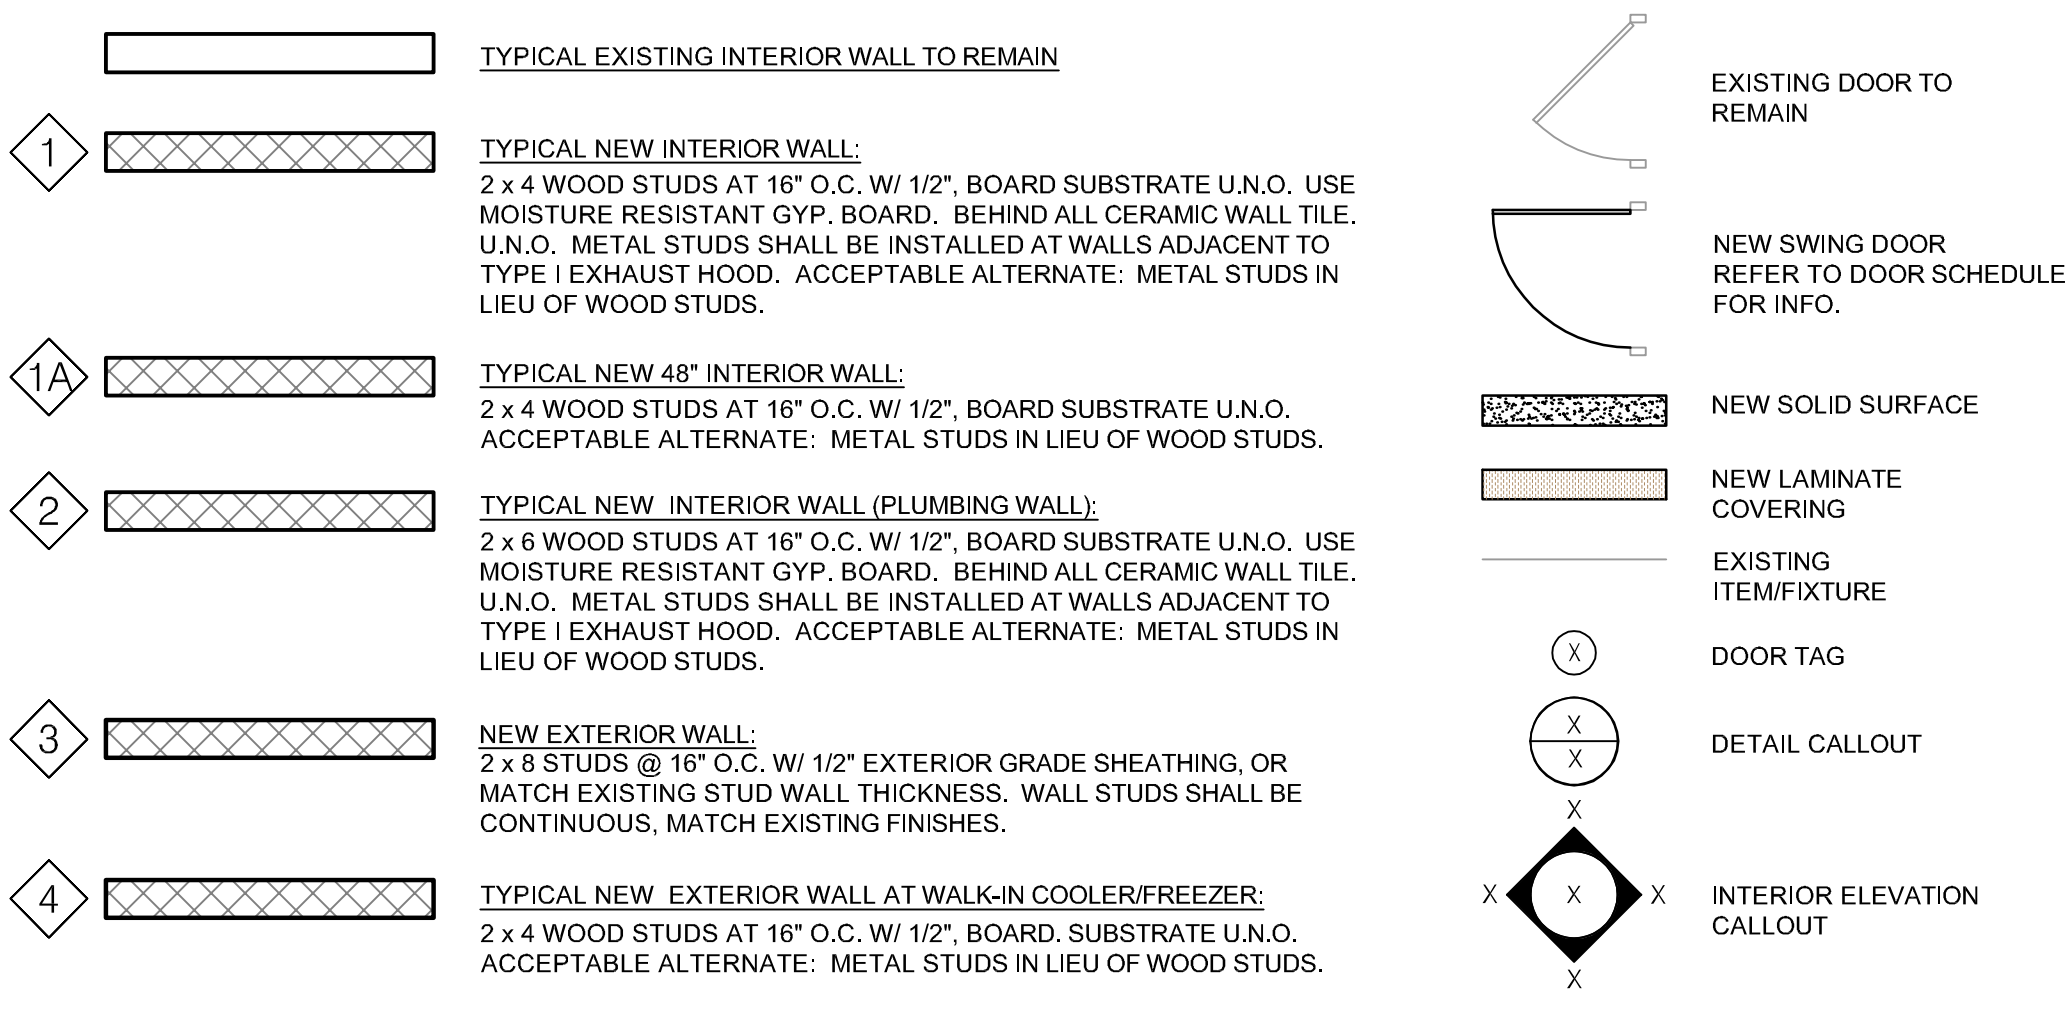 TYPICAL EXISTING INTERIOR WALL TO REMAIN
1
TYPICAL NEW INTERIOR WALL:
2 x 4 WOOD STUDS AT 16" O.C. W/ 1/2", BOARD SUBSTRATE U.N.O. USE
MOISTURE RESISTANT GYP. BOARD. BEHIND ALL CERAMIC WALL TILE.
U.N.O. METAL STUDS SHALL BE INSTALLED AT WALLS ADJACENT TO
TYPE I EXHAUST HOOD. ACCEPTABLE ALTERNATE: METAL STUDS IN
LIEU OF WOOD STUDS.
1A
TYPICAL NEW 48" INTERIOR WALL:
2 x 4 WOOD STUDS AT 16" O.C. W/ 1/2", BOARD SUBSTRATE U.N.O.
ACCEPTABLE ALTERNATE: METAL STUDS IN LIEU OF WOOD STUDS.
2
TYPICAL NEW INTERIOR WALL (PLUMBING WALL):
2 x 6 WOOD STUDS AT 16" O.C. W/ 1/2", BOARD SUBSTRATE U.N.O. USE
MOISTURE RESISTANT GYP. BOARD. BEHIND ALL CERAMIC WALL TILE.
U.N.O. METAL STUDS SHALL BE INSTALLED AT WALLS ADJACENT TO
TYPE I EXHAUST HOOD. ACCEPTABLE ALTERNATE: METAL STUDS IN
LIEU OF WOOD STUDS.
3
NEW EXTERIOR WALL:
2 x 8 STUDS @ 16" O.C. W/ 1/2" EXTERIOR GRADE SHEATHING, OR
MATCH EXISTING STUD WALL THICKNESS. WALL STUDS SHALL BE
CONTINUOUS, MATCH EXISTING FINISHES.
4
TYPICAL NEW EXTERIOR WALL AT WALK-IN COOLER/FREEZER:
2 x 4 WOOD STUDS AT 16" O.C. W/ 1/2", BOARD. SUBSTRATE U.N.O.
ACCEPTABLE ALTERNATE: METAL STUDS IN LIEU OF WOOD STUDS.
EXISTING DOOR TO
REMAIN
NEW SWING DOOR
REFER TO DOOR SCHEDULE
FOR INFO.
NEW SOLID SURFACE
NEW LAMINATE
COVERING
EXISTING
ITEM/FIXTURE
X
DOOR TAG
X
X
DETAIL CALLOUT
X
X X X
X
INTERIOR ELEVATION
CALLOUT